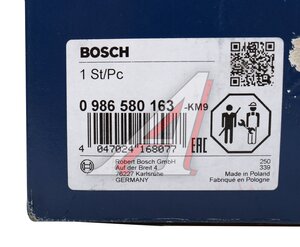 BOSCH
1 St/Pc
0 986 580 163 -KM9
4 047024 168077
EAC
Robert Bosch GmbH
Auf der Breit 4
76227 Karlsruhe
GERMANY
250
339
Made in Poland
Fabriqué en Pologne